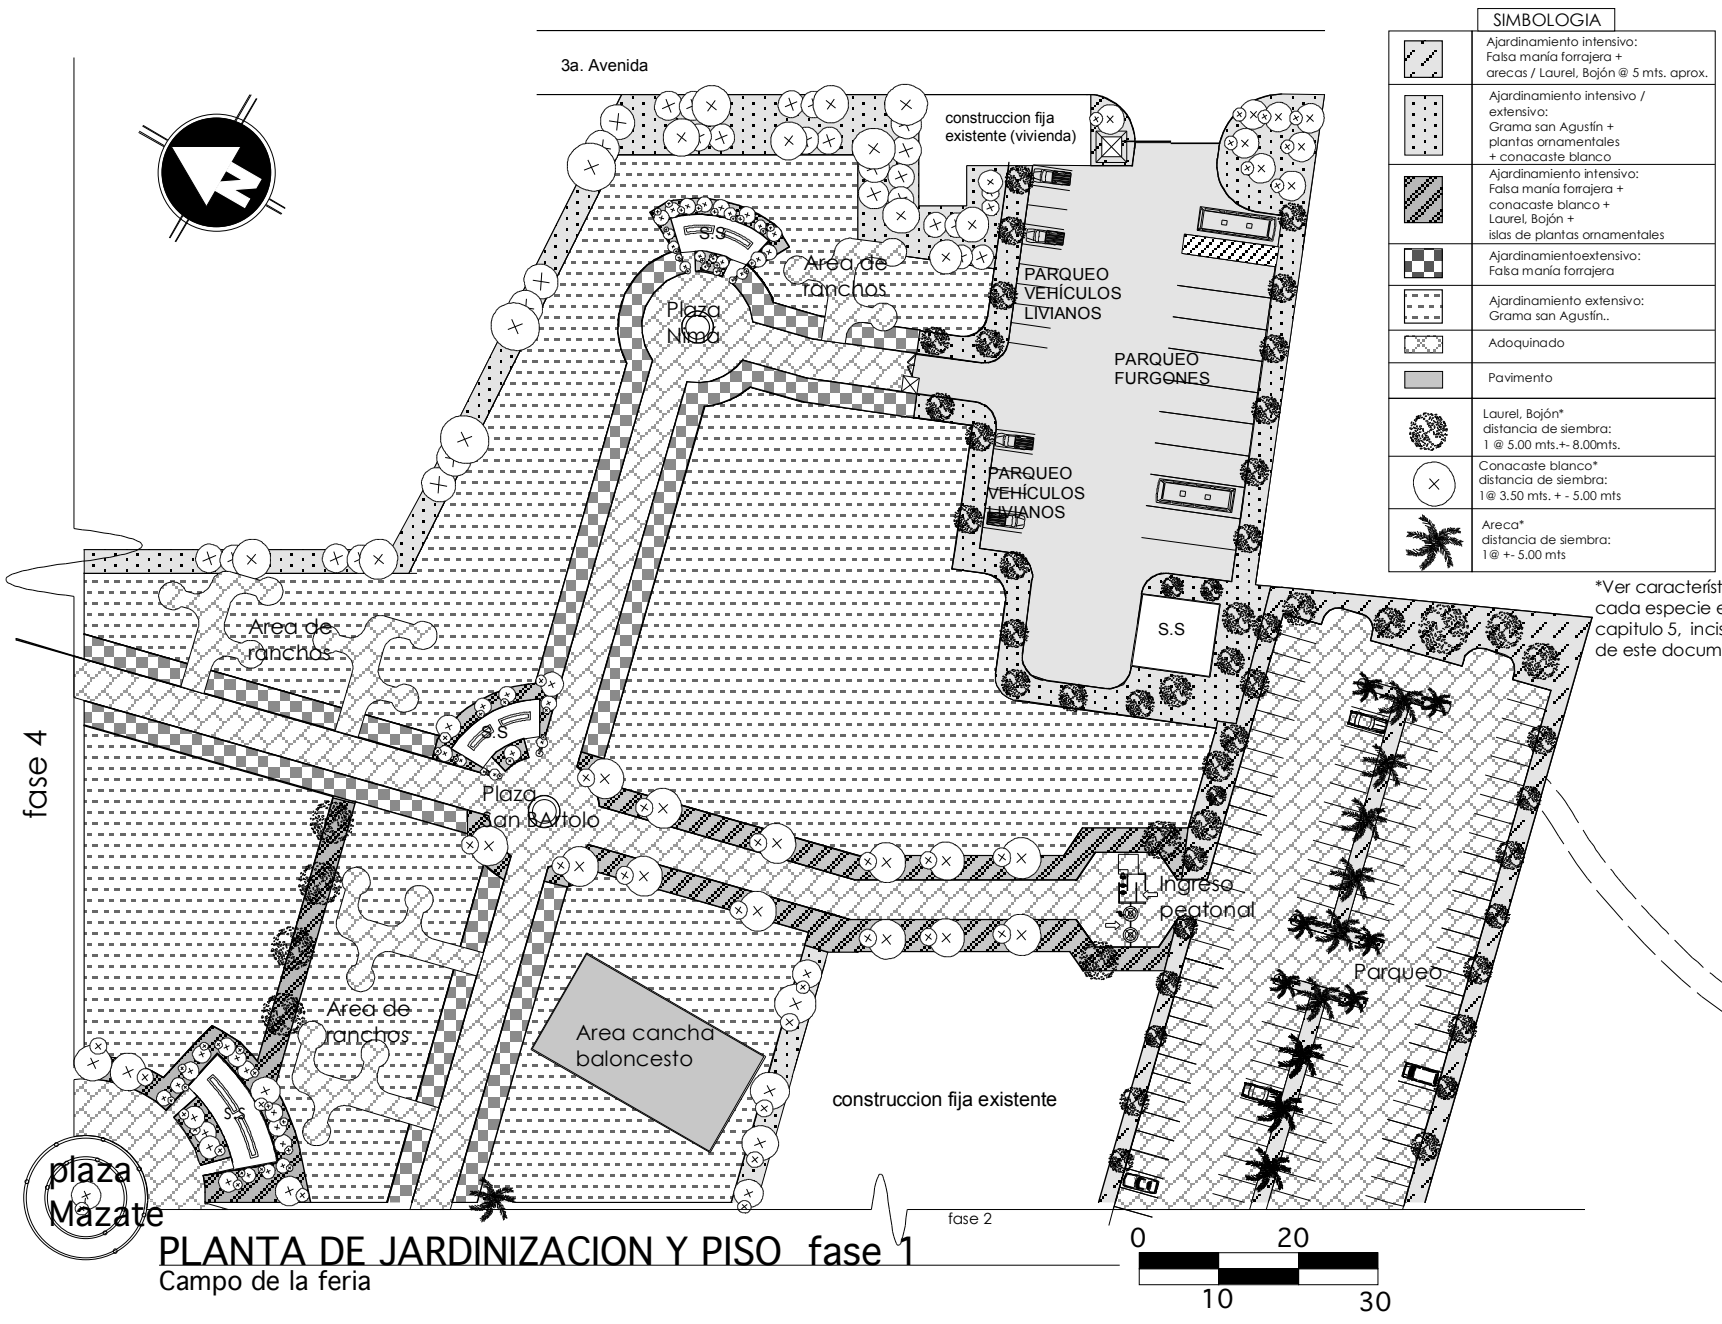 SIMBOLOGIA
Ajardinamiento intensivo:
Falsa manía forrajera +
arecas / Laurel, Bojón @ 5 mts. aprox.
Ajardinamiento intensivo /
extensivo:
Grama san Agustín +
plantas ornamentales
+ conacaste blanco
Ajardinamiento intensivo:
Falsa manía forrajera +
conacaste blanco +
Laurel, Bojón +
islas de plantas ornamentales
Ajardinamientoextensivo:
Falsa manía forrajera
Ajardinamiento extensivo:
Grama san Agustín..
Adoquinado
Pavimento
Laurel, Bojón*
distancia de siembra:
1 @ 5.00 mts.+- 8.00mts.
Conacaste blanco*
distancia de siembra:
1@ 3.50 mts. + - 5.00 mts
Areca*
distancia de siembra:
1@ +- 5.00 mts
*Ver caracterís
cada especie e
capitulo 5, incis
de este docum
3a. Avenida
construccion fija
existente (vivienda)
N
S.S
Area de
ranchos
Plaza
Nima
PARQUEO
VEHÍCULOS
LIVIANOS
PARQUEO
FURGONES
PARQUEO
VEHÍCULOS
LIVIANOS
S.S
Area de
ranchos
S.S
fase 4
Plaza
San BArtolo
Ingreso
peatonal
Parqueo
Area de
ranchos
Area cancha
baloncesto
construccion fija existente
S.S
plaza
Mazate
fase 2
PLANTA DE JARDINIZACION Y PISO fase 1
Campo de la feria
0 20
10 30